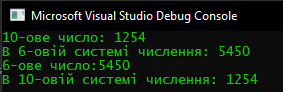 Microsoft Visual Studio Debug Console
10-ове число: 1254
В 6-овій системі числення: 5450
6-ове число:5450
В 10-овій системі числення: 1254